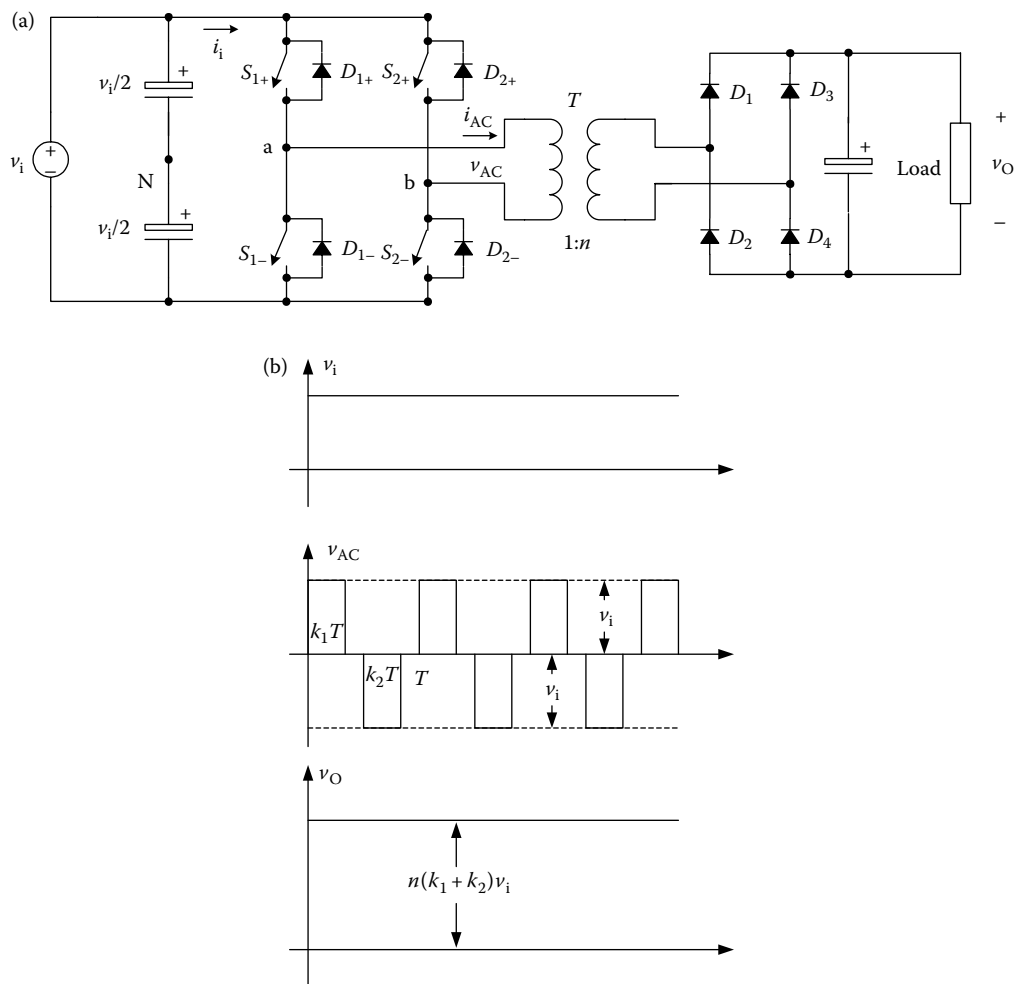 (a)
i_i
v_i/2
+
S_1+
D_1+
S_2+
D_2+
T
D_1
D_3
i_AC
+
v_i
+
−
a
v_AC
+
Load
v_O
N
b
v_i/2
+
−
S_1−
D_1−
S_2−
D_2−
1:n
D_2
D_4
(b)
v_i
v_AC
v_i
k_1T
k_2T
T
v_i
v_O
n(k_1 + k_2)v_i